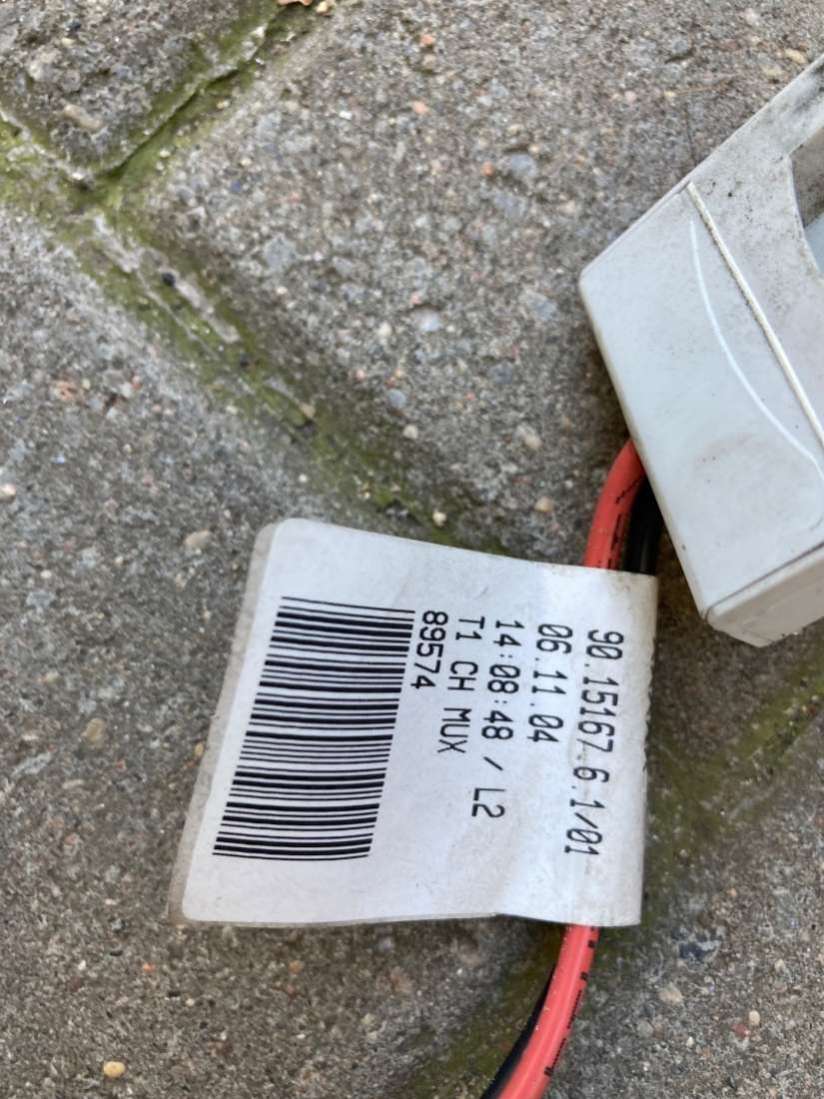 90.15167.6.1/01
06.11.04
14:08:48 / L2
T1 CH MUX
89574